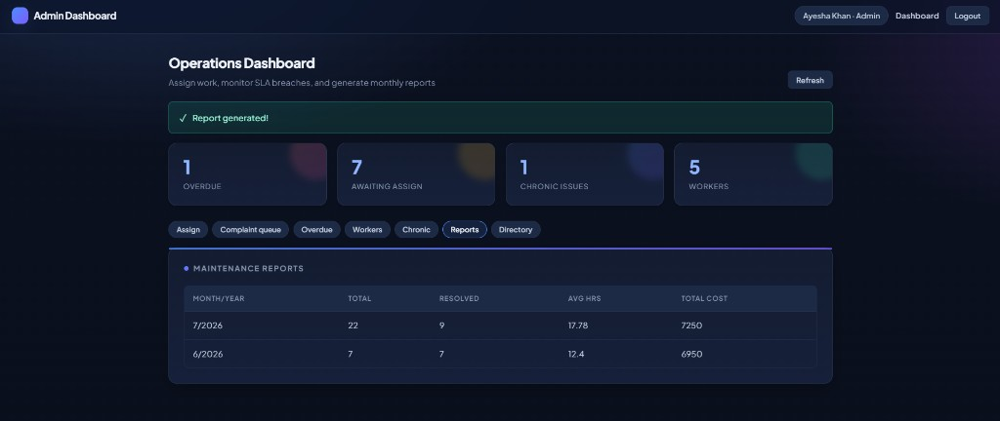 Admin Dashboard
Ayesha Khan · Admin
Dashboard
Logout
Operations Dashboard
Assign work, monitor SLA breaches, and generate monthly reports
Refresh
✓ Report generated!
1
OVERDUE
7
AWAITING ASSIGN
1
CHRONIC ISSUES
5
WORKERS
Assign Complaint queue Overdue Workers Chronic Reports Directory
MAINTENANCE REPORTS
MONTH/YEAR TOTAL RESOLVED AVG HRS TOTAL COST
7/2026 22 9 17.78 7250
6/2026 7 7 12.4 6950